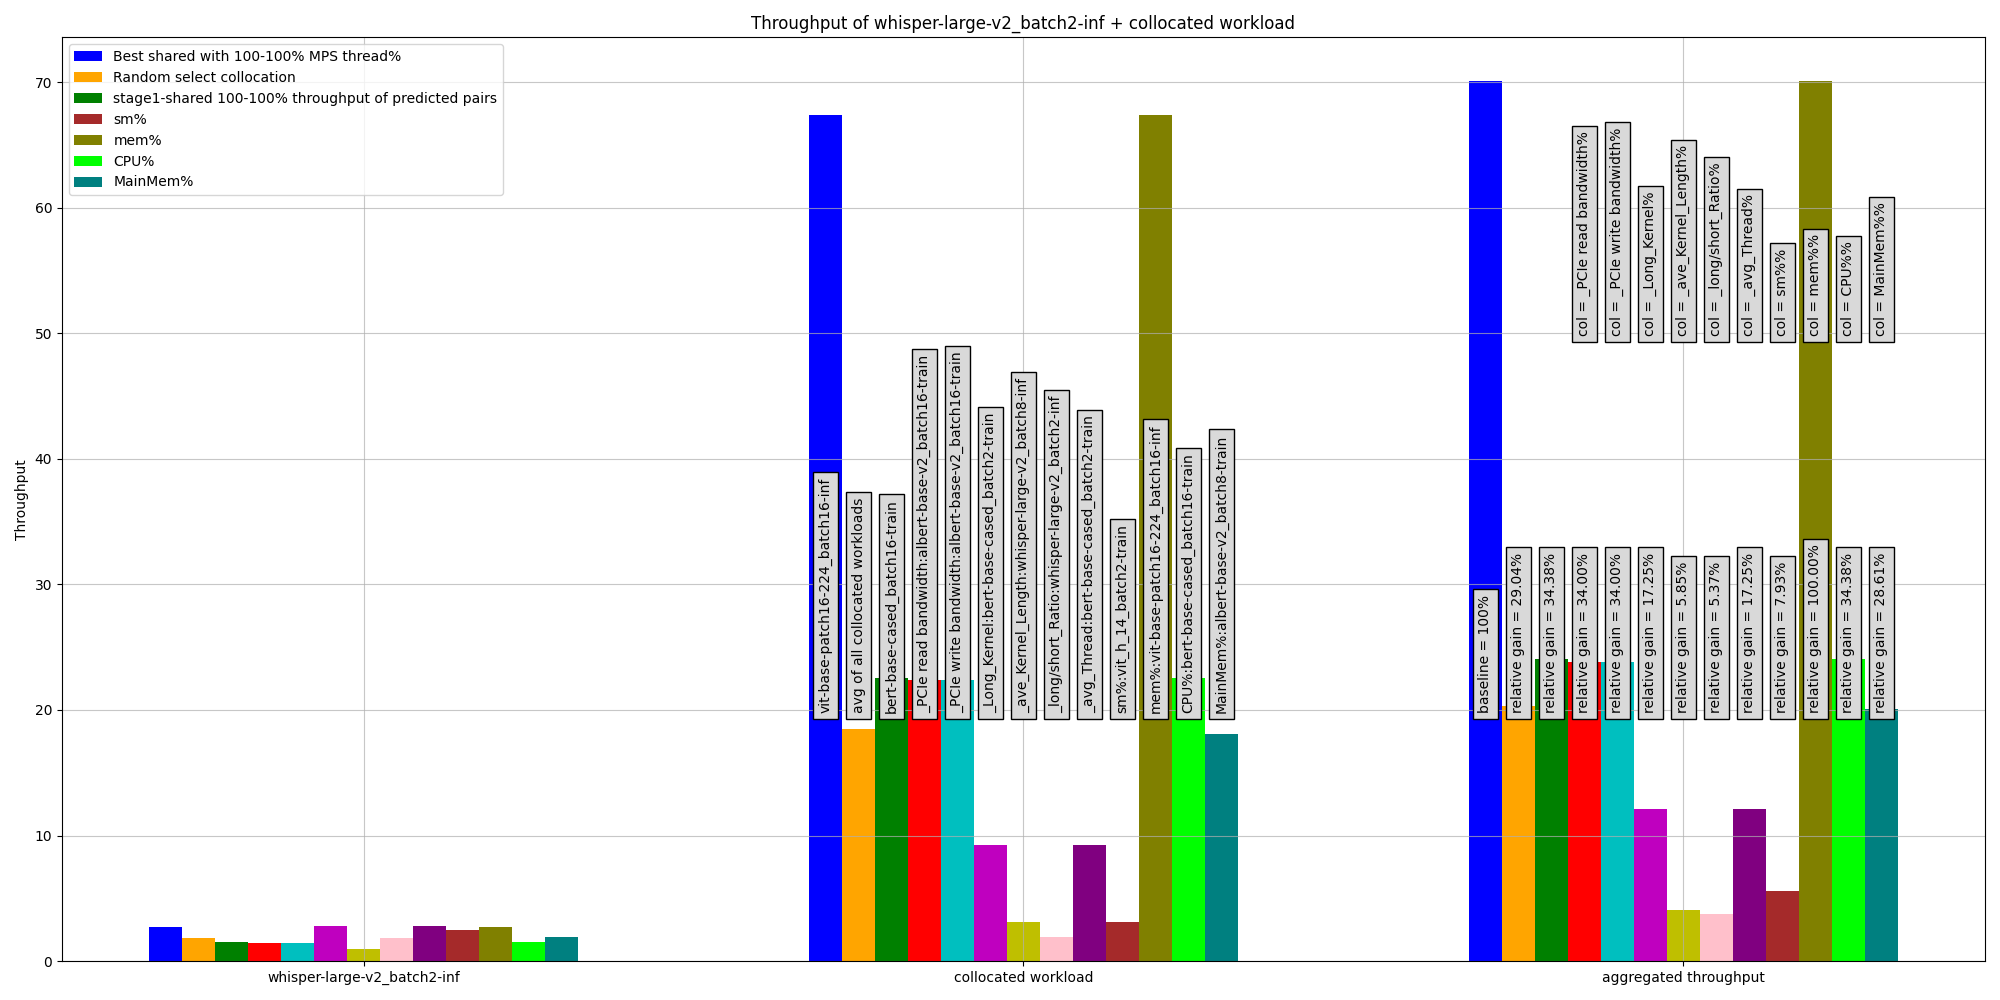 Throughput of whisper-large-v2_batch2-inf + collocated workload
Best shared with 100-100% MPS thread%
Random select collocation
stage1-shared 100-100% throughput of predicted pairs
sm%
mem%
CPU%
MainMem%
Throughput
70
60
50
40
30
20
10
0
vit-base-patch16-224_batch16-inf
avg of all collocated workloads
bert-base-cased_batch16-train
_PCIe read bandwidth:albert-base-v2_batch16-train
_PCIe write bandwidth:albert-base-v2_batch16-train
_Long_Kernel:bert-base-cased_batch2-train
_ave_Kernel_Length:whisper-large-v2_batch8-inf
_long/short_Ratio:whisper-large-v2_batch2-inf
_avg_Thread:bert-base-cased_batch2-train
sm%:vit_h_14_batch2-train
mem%:vit-base-patch16-224_batch16-inf
CPU%:bert-base-cased_batch16-train
MainMem%:albert-base-v2_batch8-train
col = _PCIe read bandwidth%
col = _PCIe write bandwidth%
col = _Long_Kernel%
col = _ave_Kernel_Length%
col = _long/short_Ratio%
col = _avg_Thread%
col = sm%%
col = mem%%
col = CPU%%
col = MainMem%%
baseline = 100%
relative gain = 29.04%
relative gain = 34.38%
relative gain = 34.00%
relative gain = 34.00%
relative gain = 17.25%
relative gain = 5.85%
relative gain = 5.37%
relative gain = 17.25%
relative gain = 7.93%
relative gain = 100.00%
relative gain = 34.38%
relative gain = 28.61%
whisper-large-v2_batch2-inf
collocated workload
aggregated throughput